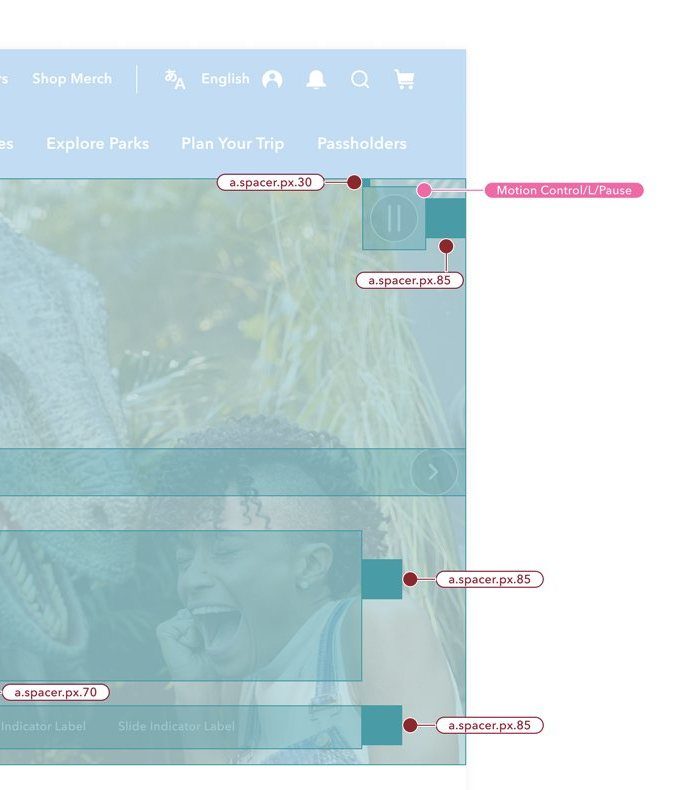 rs Shop Merch あA English
es Explore Parks Plan Your Trip Passholders
a.spacer.px.30
Motion Control/L/Pause
a.spacer.px.85
a.spacer.px.85
a.spacer.px.70
Indicator Label Slide Indicator Label
a.spacer.px.85